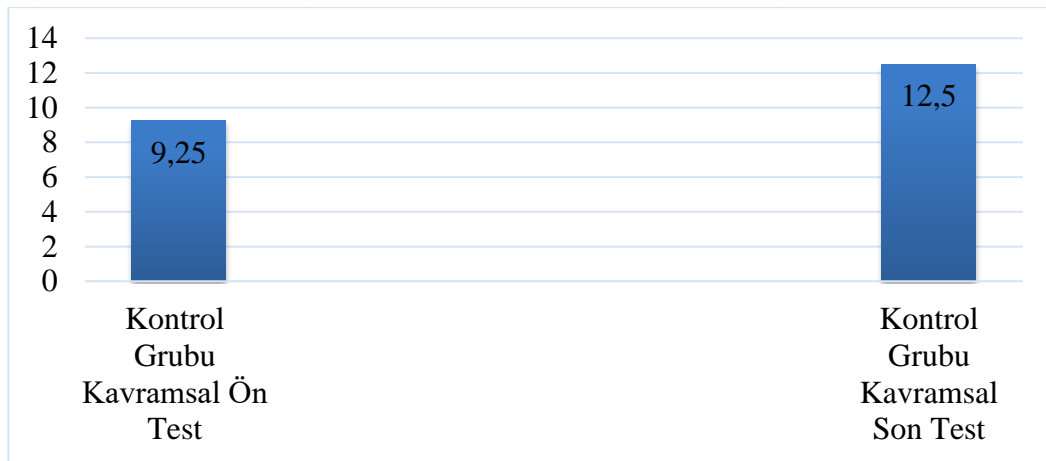 14
12
10
8
6
4
2
0
9,25
12,5
Kontrol
Grubu
Kavramsal Ön
Test
Kontrol
Grubu
Kavramsal
Son Test